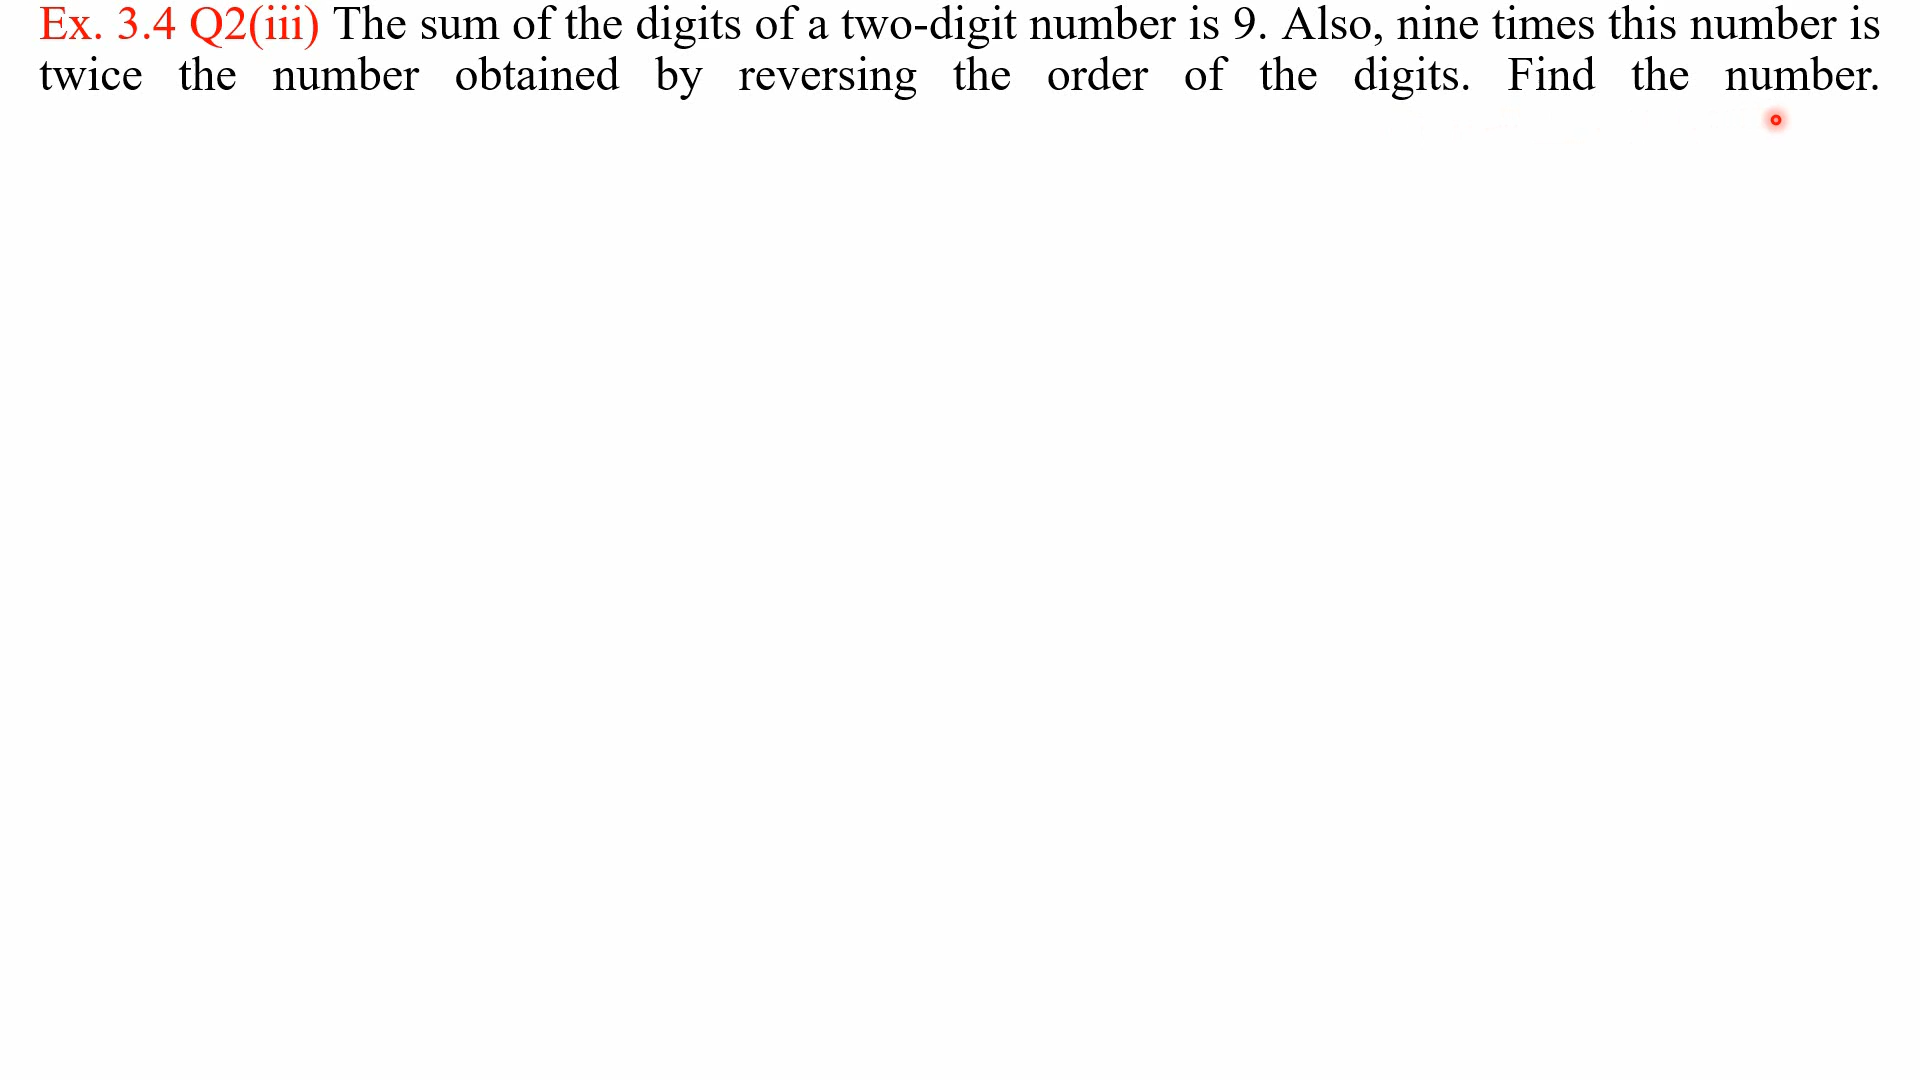 Ex. 3.4 Q2(iii) The sum of the digits of a two-digit number is 9. Also, nine times this number is
twice the number obtained by reversing the order of the digits. Find the number.